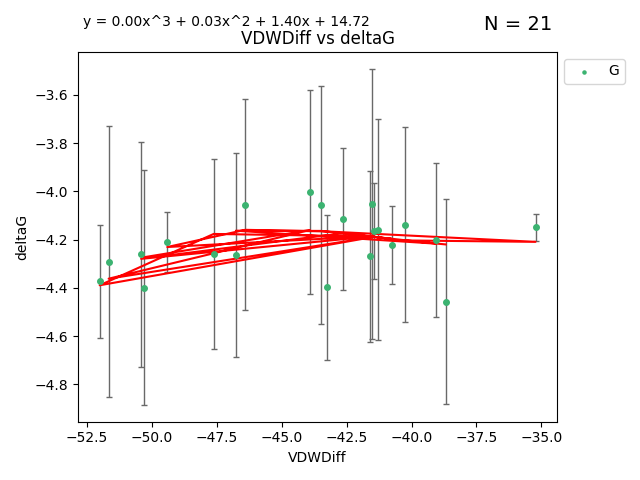 y = 0.00x^3 + 0.03x^2 + 1.40x + 14.72
N = 21
VDWDiff vs deltaG
G
deltaG
−3.6
−3.8
−4.0
−4.2
−4.4
−4.6
−4.8
−52.5 −50.0 −47.5 −45.0 −42.5 −40.0 −37.5 −35.0
VDWDiff